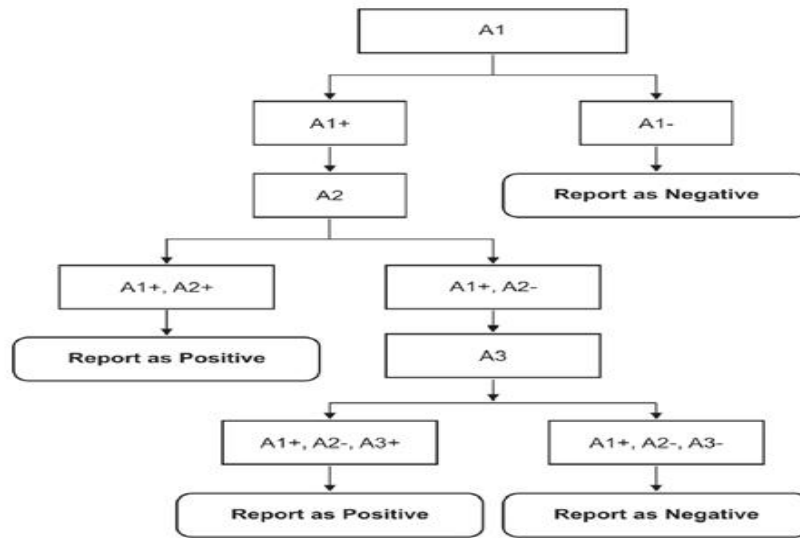 A1
A1+
A1-
A2
Report as Negative
A1+, A2+
A1+, A2-
Report as Positive
A3
A1+, A2-, A3+
A1+, A2-, A3-
Report as Positive
Report as Negative